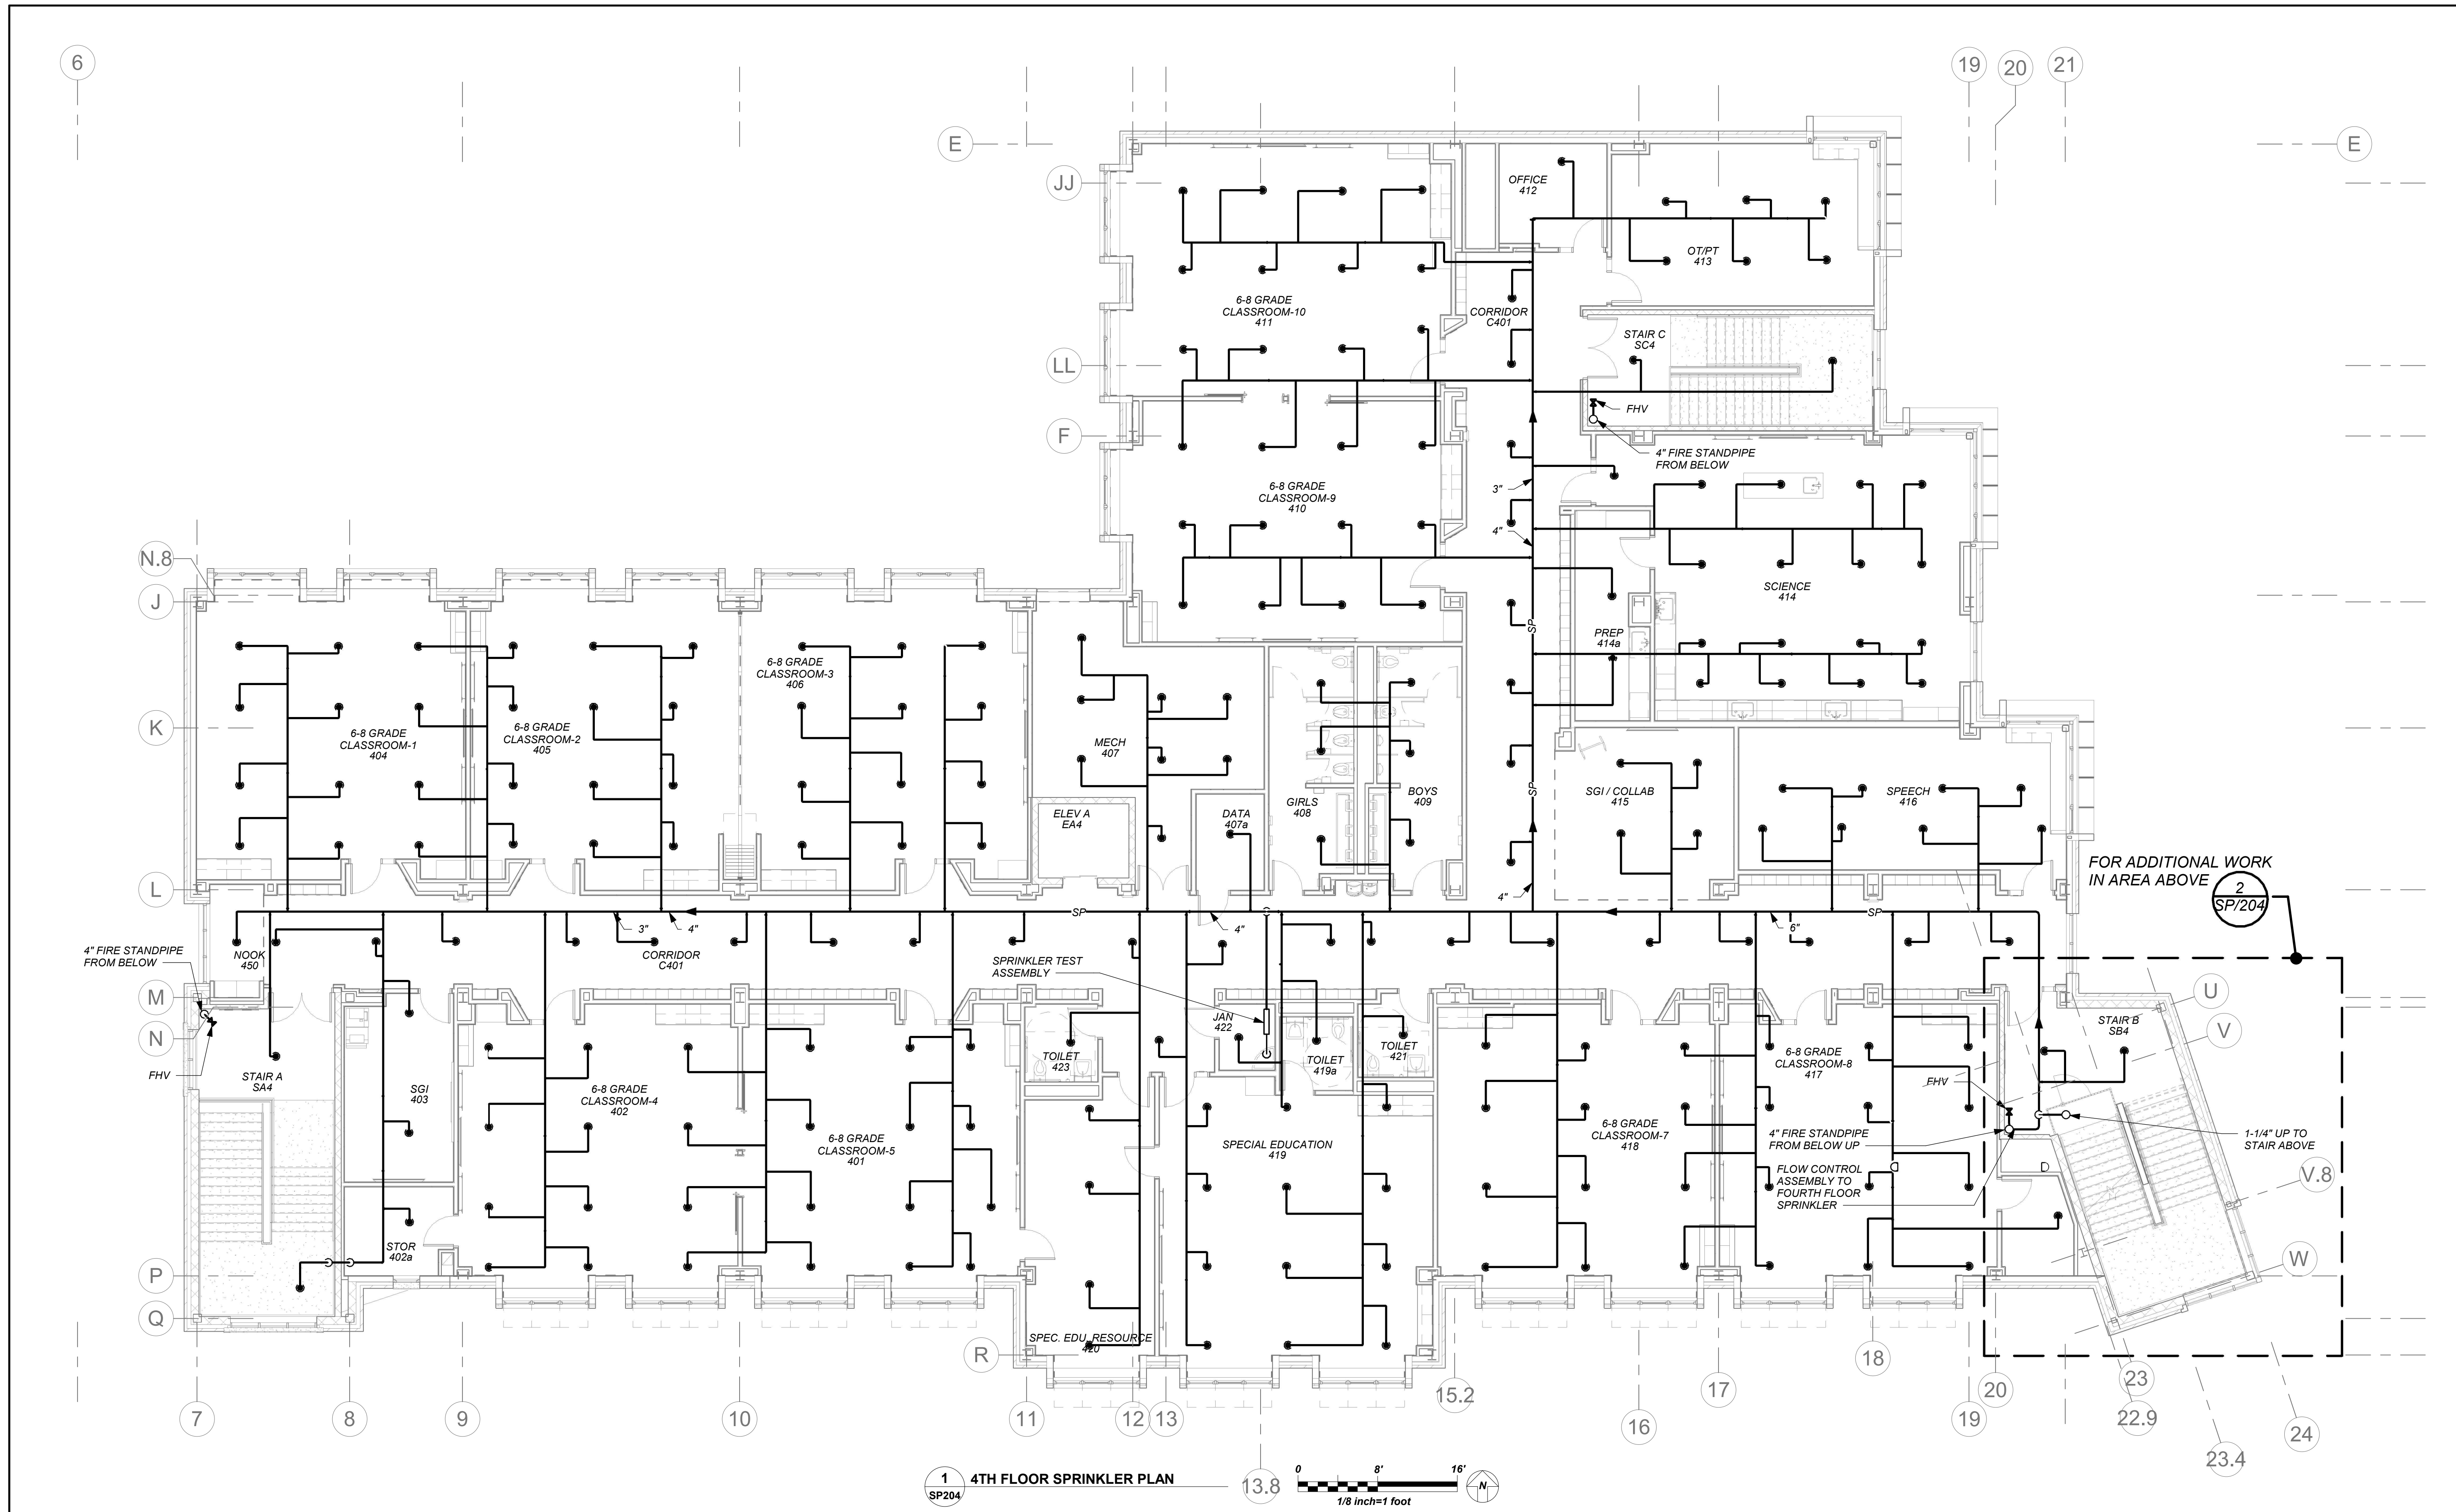 6
19
20
21
E
E
JJ
OFFICE
412
OT/PT
413
6-8 GRADE
CLASSROOM-10
411
CORRIDOR
C401
STAIR C
SC4
LL
FHV
F
4" FIRE STANDPIPE
FROM BELOW
6-8 GRADE
CLASSROOM-9
410
3"
4"
N.8
J
SCIENCE
414
SP
PREP
414a
6-8 GRADE
CLASSROOM-3
406
K
6-8 GRADE
CLASSROOM-1
404
6-8 GRADE
CLASSROOM-2
405
MECH
407
SP
SGI / COLLAB
415
SPEECH
416
ELEV A
EA4
DATA
407a
GIRLS
408
BOYS
409
FOR ADDITIONAL WORK
IN AREA ABOVE
2
SP/204
L
4"
SP
SP
3"
4"
4"
6"
4" FIRE STANDPIPE
FROM BELOW
NOOK
450
CORRIDOR
C401
SPRINKLER TEST
ASSEMBLY
M
U
JAN
422
STAIR B
SB4
N
V
TOILET
423
TOILET
419a
TOILET
421
6-8 GRADE
CLASSROOM-8
417
FHV
STAIR A
SA4
SGI
403
6-8 GRADE
CLASSROOM-4
402
FHV
6-8 GRADE
CLASSROOM-5
401
SPECIAL EDUCATION
419
6-8 GRADE
CLASSROOM-7
418
4" FIRE STANDPIPE
FROM BELOW UP
1-1/4" UP TO
STAIR ABOVE
FLOW CONTROL
ASSEMBLY TO
FOURTH FLOOR
SPRINKLER
V.8
STOR
402a
P
W
Q
SPEC. EDU. RESOURCE
420
R
18
23
7
8
9
10
11
12
13
15.2
16
17
19
20
22.9
24
23.4
13.8
1
SP204
4TH FLOOR SPRINKLER PLAN
0 8' 16'
1/8 inch=1 foot
N